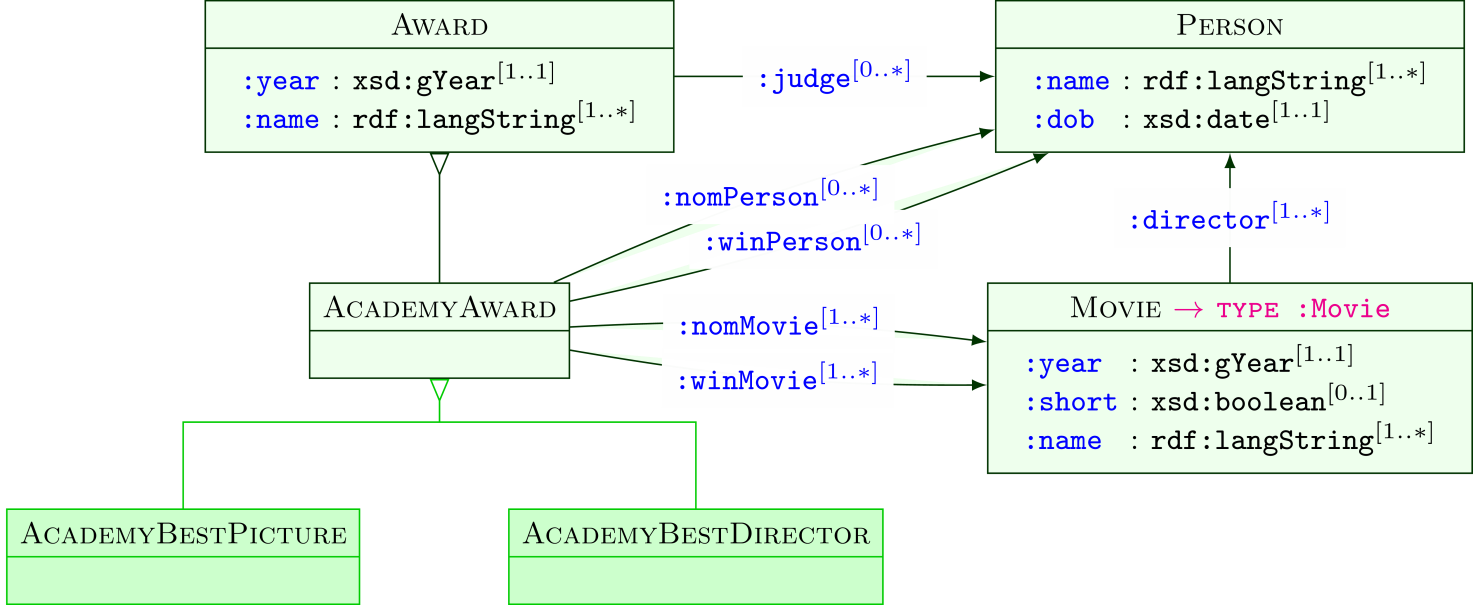 AWARD
:year : xsd:gYear[1..1]
:name : rdf:langString[1..*]
:judge[0..*]
PERSON
:name : rdf:langString[1..*]
:dob : xsd:date[1..1]
:nomPerson[0..*]
:winPerson[0..*]
:director[1..*]
ACADEMYAWARD
:nomMovie[1..*]
:winMovie[1..*]
MOVIE → TYPE :Movie
:year : xsd:gYear[1..1]
:short : xsd:boolean[0..1]
:name : rdf:langString[1..*]
ACADEMYBESTPICTURE
ACADEMYBESTDIRECTOR